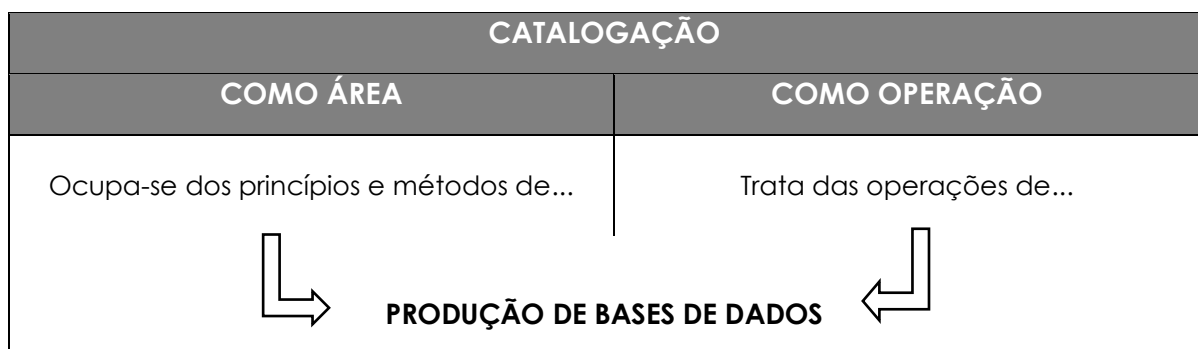 CATALOGAÇÃO
COMO ÁREA
COMO OPERAÇÃO
Ocupa-se dos princípios e métodos de...
Trata das operações de...
PRODUÇÃO DE BASES DE DADOS